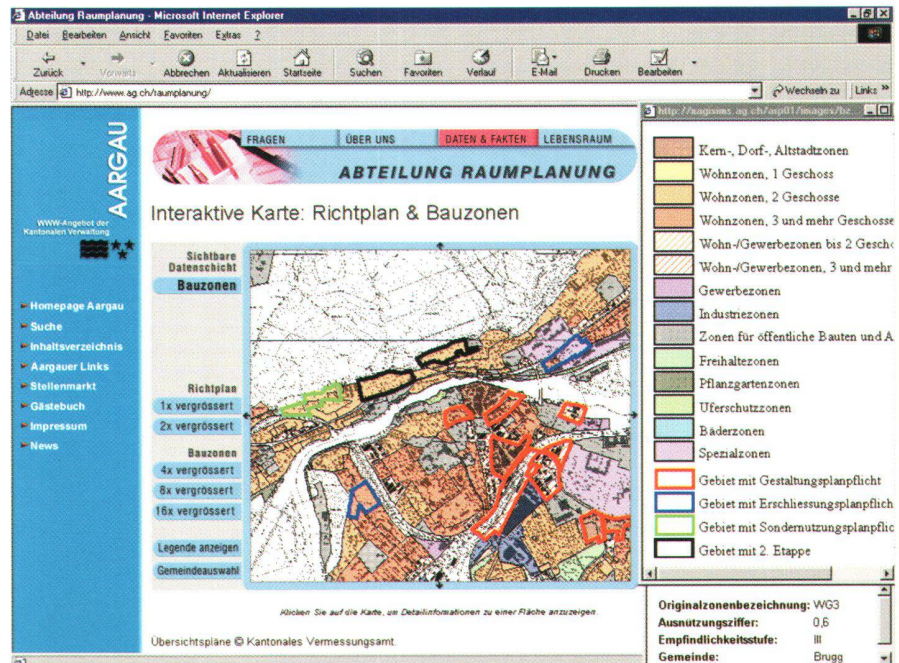 Abteilung Raumplanung - Microsoft Internet Explorer
Datei Bearbeiten Ansicht Favoriten Extras ?
Zurück Vorwärts Abbrechen Aktualisieren Startseite Suchen Favoriten Verlauf E-Mail Drucken Bearbeiten
Adresse http://www.ag.ch/raumplanung/ Wechseln zu Links »
AARGAU
WWW-Angebot der
Kantonalen Verwaltung
Homepage Aargau
Suche
Inhaltsverzeichnis
Aargauer Links
Stellenmarkt
Gästebuch
Impressum
News
FRAGEN ÜBER UNS DATEN & FAKTEN LEBENSRAUM
ABTEILUNG RAUMPLANUNG
Interaktive Karte: Richtplan & Bauzonen
Sichtbare
Datenschicht
Bauzonen
Richtplan
1x vergrössert
2x vergrössert
Bauzonen
4x vergrössert
8x vergrössert
16x vergrössert
Legende anzeigen
Gemeindeauswahl
Klicken Sie auf die Karte, um Detailinformationen zu einer Fläche anzuzeigen.
Übersichtspläne © Kantonales Vermessungsamt.
Kern-, Dorf-, Altstadtzonen
Wohnzonen, 1 Geschoss
Wohnzonen, 2 Geschosse
Wohnzonen, 3 und mehr Geschosse
Wohn-/Gewerbezonen bis 2 Gesch
Wohn-/Gewerbezonen, 3 und mehr
Gewerbezonen
Industriezonen
Zonen für öffentliche Bauten und A
Freihaltezonen
Pflanzgartenzonen
Uferschutzzonen
Bäderzonen
Spezialzonen
Gebiet mit Gestaltungsplanpflicht
Gebiet mit Erschliessungsplanpflich
Gebiet mit Sondernutzungsplanpflic
Gebiet mit 2. Etappe
Originalzonenbezeichnung: WG3
Ausnutzungsziffer: 0,6
Empfindlichkeitsstufe: III
Gemeinde: Brugg